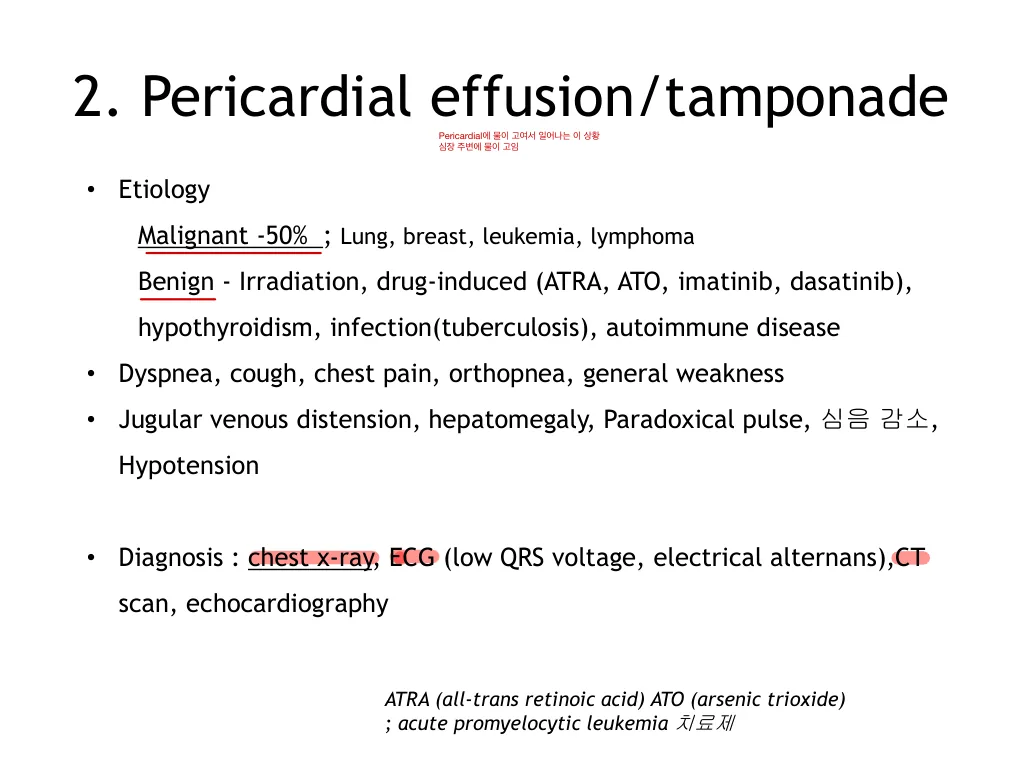 2. Pericardial effusion/tamponade
Pericardial에 물이 고여서 일어나는 이 상황
심장 주변에 물이 고임
• Etiology
Malignant -50% ; Lung, breast, leukemia, lymphoma
Benign - Irradiation, drug-induced (ATRA, ATO, imatinib, dasatinib),
hypothyroidism, infection(tuberculosis), autoimmune disease
• Dyspnea, cough, chest pain, orthopnea, general weakness
• Jugular venous distension, hepatomegaly, Paradoxical pulse, 심음 감소,
Hypotension
• Diagnosis : chest x-ray, ECG (low QRS voltage, electrical alternans),CT
scan, echocardiography
ATRA (all-trans retinoic acid) ATO (arsenic trioxide)
; acute promyelocytic leukemia 치료제